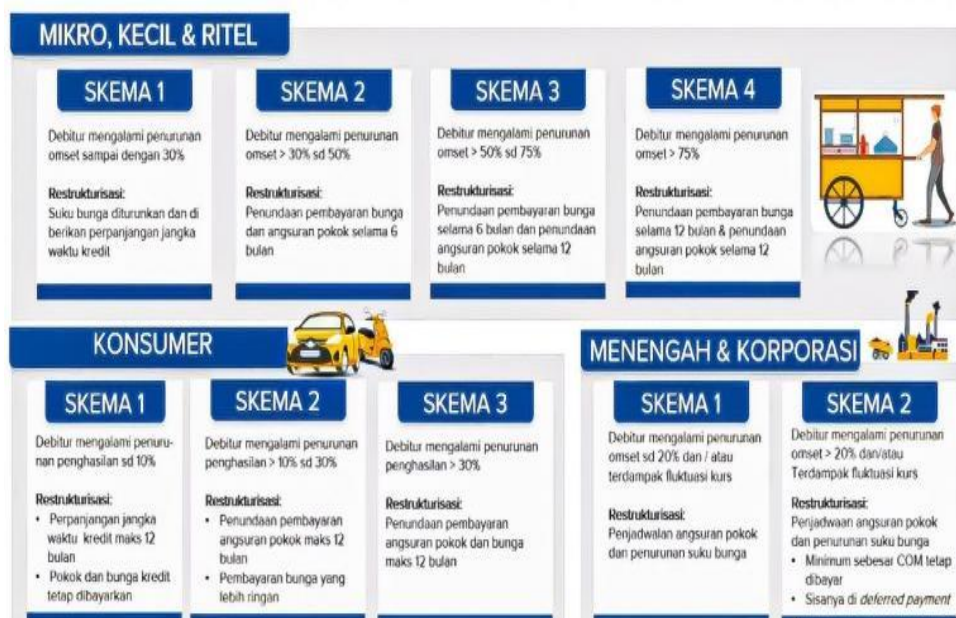 MIKRO, KECIL & RITEL
SKEMA 1
Debitur mengalami penurunan
omset sampai dengan 30%
Restrukturisasi:
Suku bunga diturunkan dan di
berikan perpanjangan jangka
waktu kredit
SKEMA 2
Debitur mengalami penurunan
omset > 30% sd 50%
Restrukturisasi:
Penundaan pembayaran bunga
dan angsuran pokok selama 6
bulan
SKEMA 3
Debitur mengalami penurunan
omset > 50% sd 75%
Restrukturisasi:
Penundaan pembayaran bunga
selama 6 bulan dan penundaan
angsuran pokok selama 12
bulan
SKEMA 4
Debitur mengalami penurunan
omset > 75%
Restrukturisasi:
Penundaan pembayaran bunga
selama 12 bulan & penundaan
angsuran pokok selama 12
bulan
KONSUMER
SKEMA 1
Debitur mengalami penuru-
nan penghasilan sd 10%
Restrukturisasi:
• Perpanjangan jangka
waktu kredit maks 12
bulan
• Pokok dan bunga kredit
tetap dibayarkan
SKEMA 2
Debitur mengalami penurunan
penghasilan > 10% sd 30%
Restrukturisasi:
• Penundaan pembayaran
angsuran pokok maks 12
bulan
• Pembayaran bunga yang
lebih ringan
SKEMA 3
Debitur mengalami penurunan
penghasilan > 30%
Restrukturisasi:
Penundaan pembayaran
angsuran pokok dan bunga
maks 12 bulan
MENENGAH & KORPORASI
SKEMA 1
Debitur mengalami penurunan
omset sd 20% dan / atau
terdampak fluktuasi kurs
Restrukturisasi:
Penjadwalan angsuran pokok
dan penurunan suku bunga
SKEMA 2
Debitur mengalami penurunan
omset > 20% dan/atau
Terdampak fluktuasi kurs
Restrukturisasi:
Penjadwaan angsuran pokok
dan penurunan suku bunga
• Minimum sebesar COM tetap
dibayar
• Sisanya di deferred payment